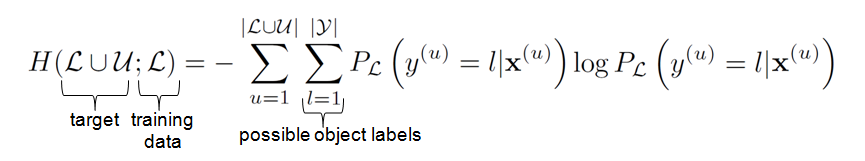 H(ℒ ∪ 𝒰; ℒ) = − ∑_{u=1}^{|ℒ∪𝒰|} ∑_{l=1}^{|𝒴|} P_ℒ (y^{(u)} = l|𝐱^{(u)}) log P_ℒ (y^{(u)} = l|𝐱^{(u)})
target training data
possible object labels